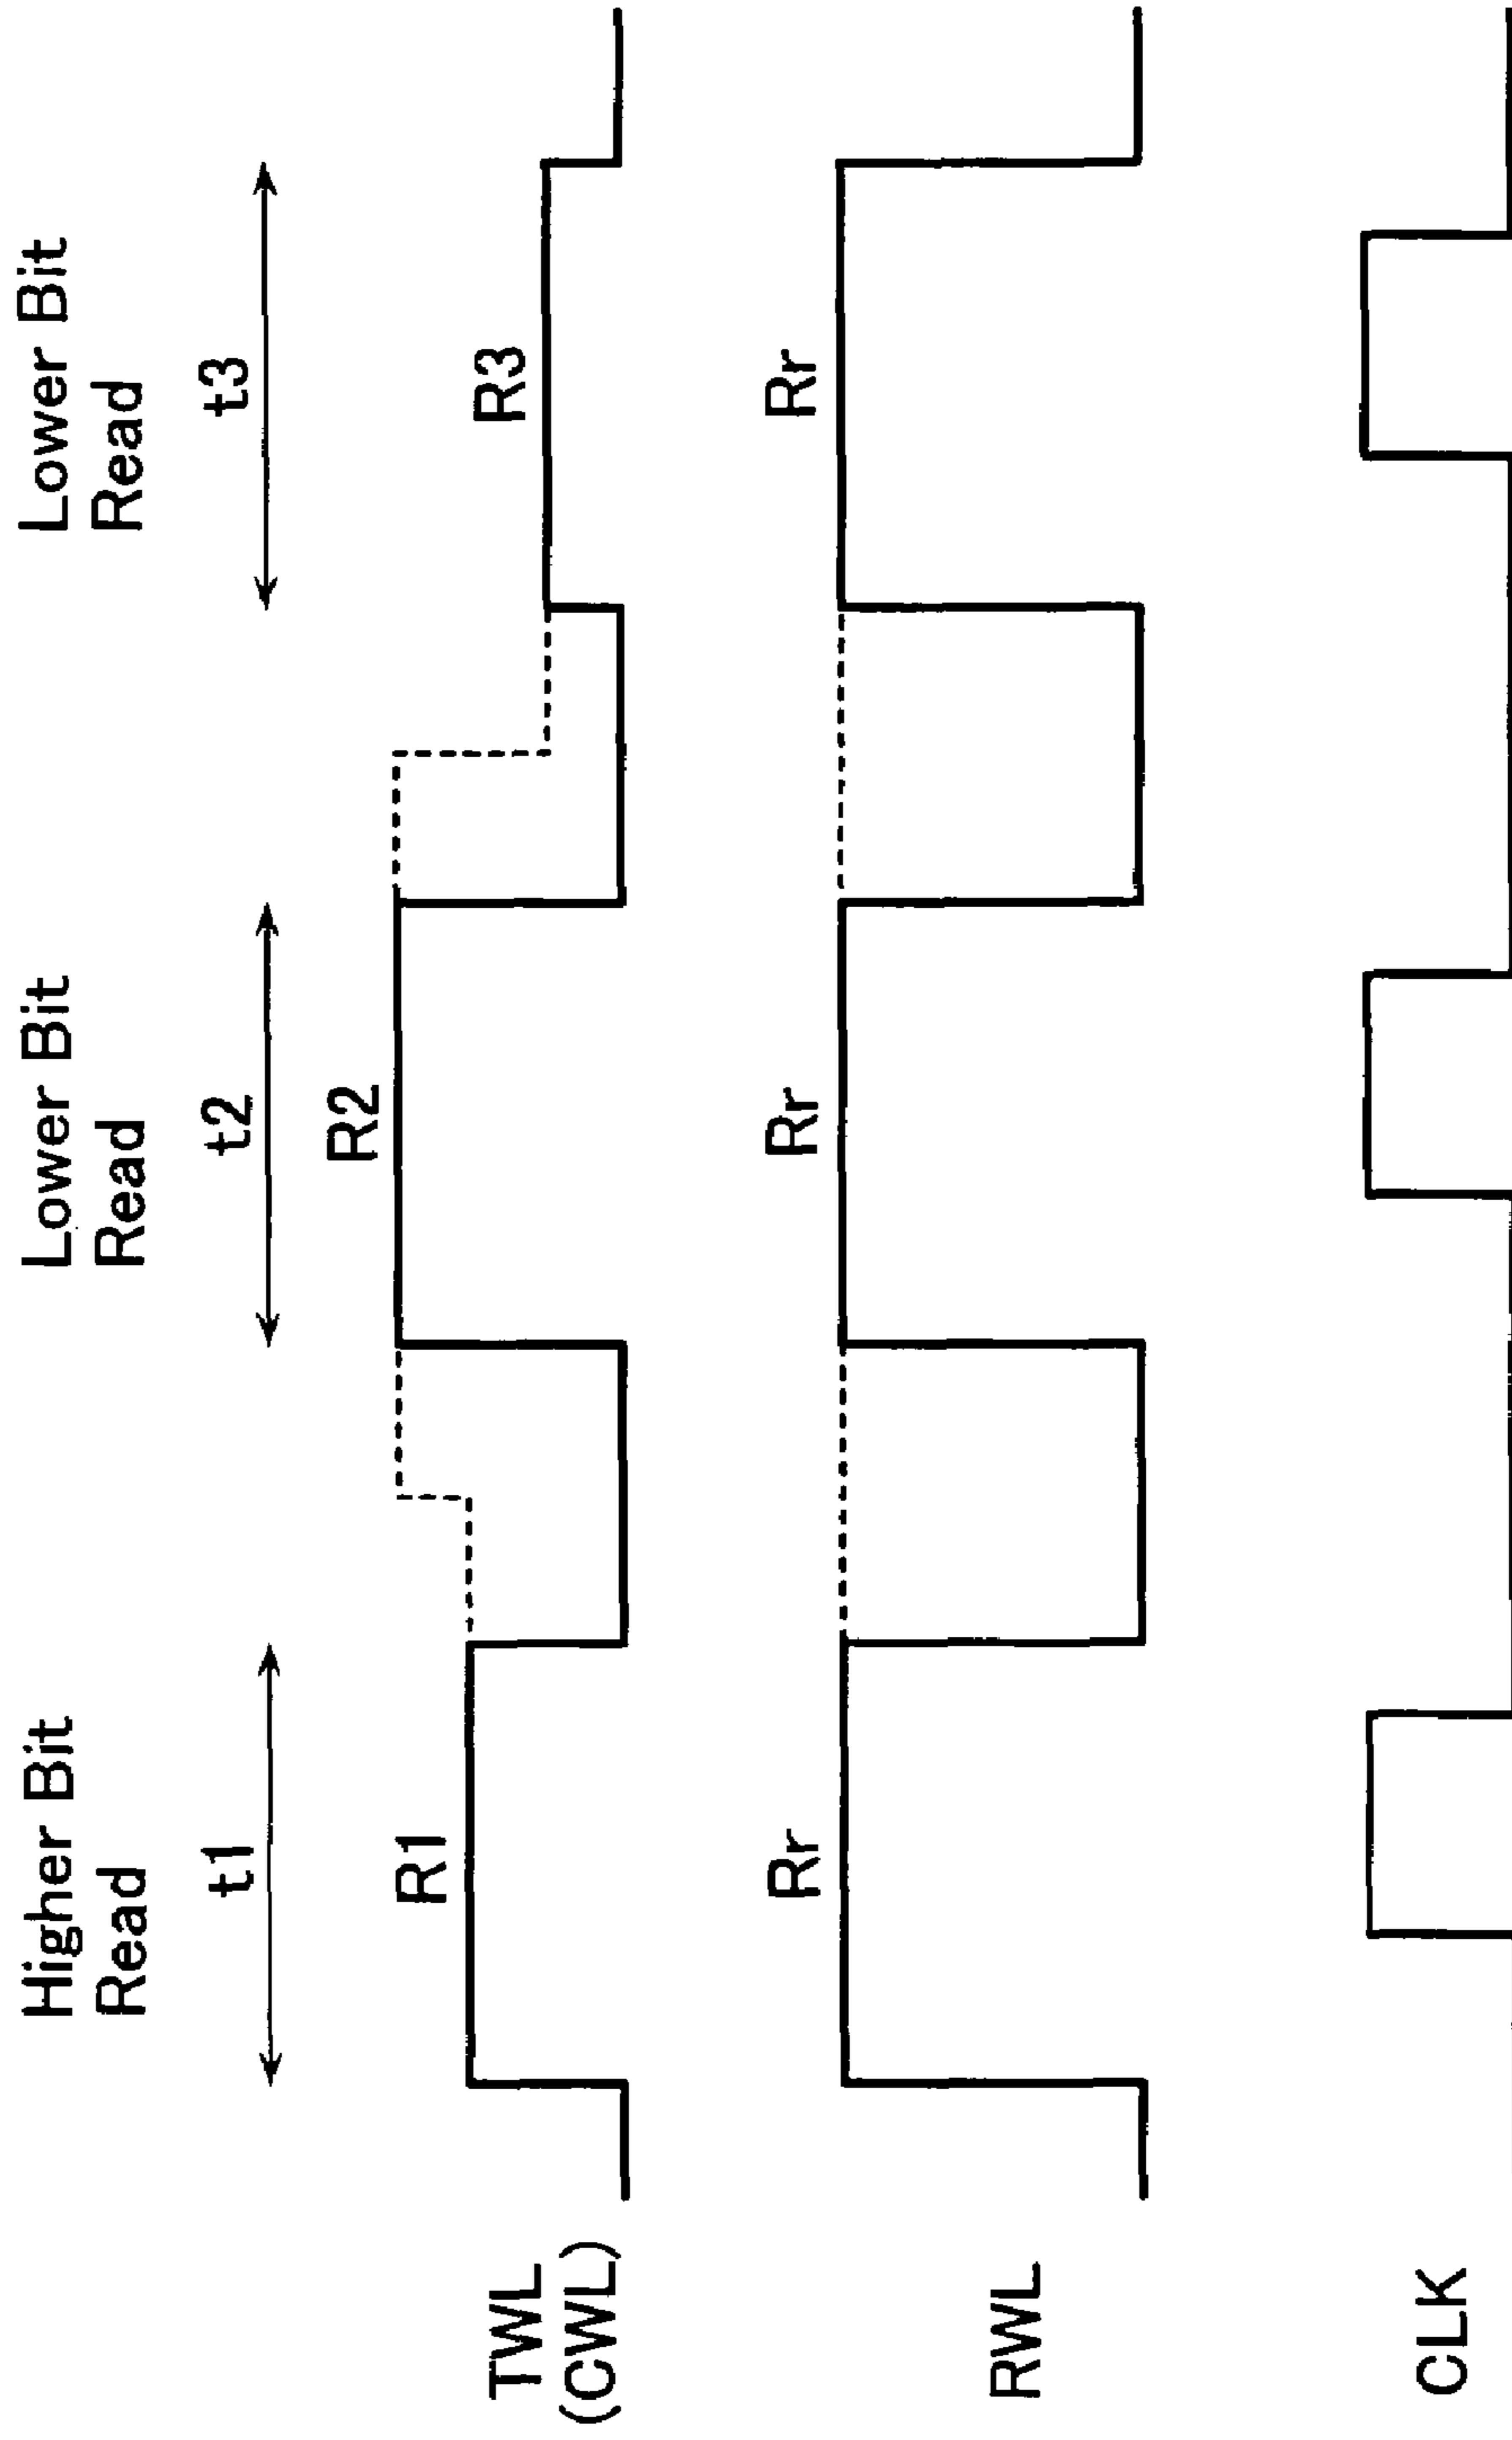 Higher Bit
Read
Lower Bit
Read
Lower Bit
Read
t1
t2
t3
TWL
(CWL)
R1
R2
R3
RWL
Rr
Rr
Rr
CLK